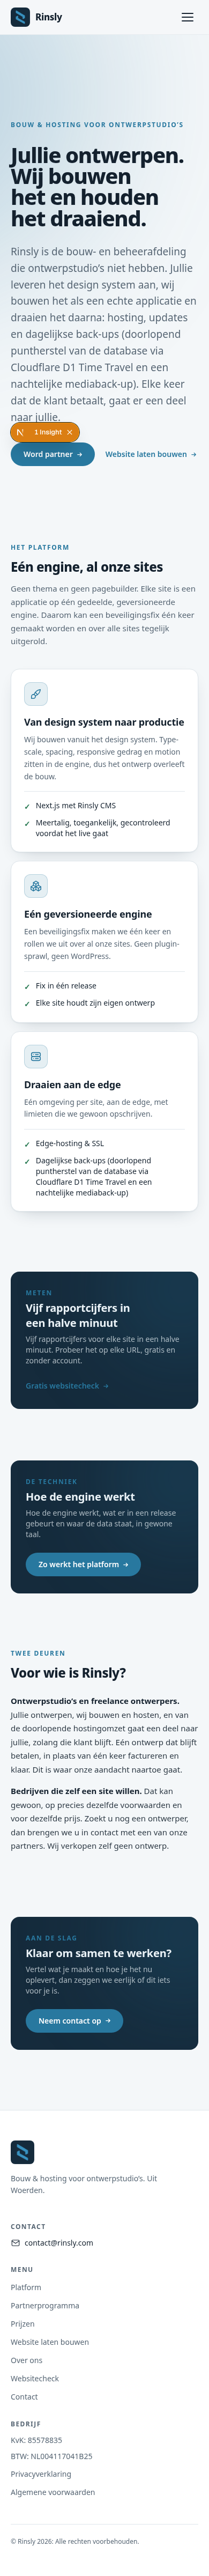 Rinsly
BOUW & HOSTING VOOR ONTWERPSTUDIO'S
Jullie ontwerpen.
Wij bouwen
het en houden
het draaiend.
Rinsly is de bouw- en beheerafdeling
die ontwerpstudio's niet hebben. Jullie
leveren het design system aan, wij
bouwen het als een echte applicatie en
draaien het daarna: hosting, updates
en dagelijkse back-ups (doorlopend
puntherstel van de database via
Cloudflare D1 Time Travel en een
nachtelijke mediaback-up). Elke keer
dat de klant betaalt, gaat er een deel
naar jullie.
1 Insight
Word partner →
Website laten bouwen →
HET PLATFORM
Eén engine, al onze sites
Geen thema en geen pagebuilder. Elke site is een
applicatie op één gedeelde, geversioneerde
engine. Daarom kan een beveiligingsfix één keer
gemaakt worden en over alle sites tegelijk
uitgerold.
Van design system naar productie
Wij bouwen vanuit het design system. Type-
scale, spacing, responsive gedrag en motion
zitten in de engine, dus het ontwerp overleeft
de bouw.
✓ Next.js met Rinsly CMS
✓ Meertalig, toegankelijk, gecontroleerd
voordat het live gaat
Eén geversioneerde engine
Een beveiligingsfix maken we één keer en
rollen we uit over al onze sites. Geen plugin-
sprawl, geen WordPress.
✓ Fix in één release
✓ Elke site houdt zijn eigen ontwerp
Draaien aan de edge
Eén omgeving per site, aan de edge, met
limieten die we gewoon opschrijven.
✓ Edge-hosting & SSL
✓ Dagelijkse back-ups (doorlopend
puntherstel van de database via
Cloudflare D1 Time Travel en een
nachtelijke mediaback-up)
METEN
Vijf rapportcijfers in
een halve minuut
Vijf rapportcijfers voor elke site in een halve
minuut. Probeer het op elke URL, gratis en
zonder account.
Gratis websitecheck →
DE TECHNIEK
Hoe de engine werkt
Hoe de engine werkt, wat er in een release
gebeurt en waar de data staat, in gewone
taal.
Zo werkt het platform →
TWEE DEUREN
Voor wie is Rinsly?
Ontwerpstudio's en freelance ontwerpers.
Jullie ontwerpen, wij bouwen en hosten, en van
de doorlopende hostingomzet gaat een deel naar
jullie, zolang die klant blijft. Eén ontwerp dat blijft
betalen, in plaats van één keer factureren en
klaar. Dit is waar onze aandacht naartoe gaat.
Bedrijven die zelf een site willen. Dat kan
gewoon, op precies dezelfde voorwaarden en
voor dezelfde prijs. Zoekt u nog een ontwerper,
dan brengen we u in contact met een van onze
partners. Wij verkopen zelf geen ontwerp.
AAN DE SLAG
Klaar om samen te werken?
Vertel wat je maakt en hoe je het nu
oplevert, dan zeggen we eerlijk of dit iets
voor je is.
Neem contact op →
Bouw & hosting voor ontwerpstudio's. Uit
Woerden.
CONTACT
contact@rinsly.com
MENU
Platform
Partnerprogramma
Prijzen
Website laten bouwen
Over ons
Websitecheck
Contact
BEDRIJF
KvK: 85578835
BTW: NL004117041B25
Privacyverklaring
Algemene voorwaarden
© Rinsly 2026: Alle rechten voorbehouden.